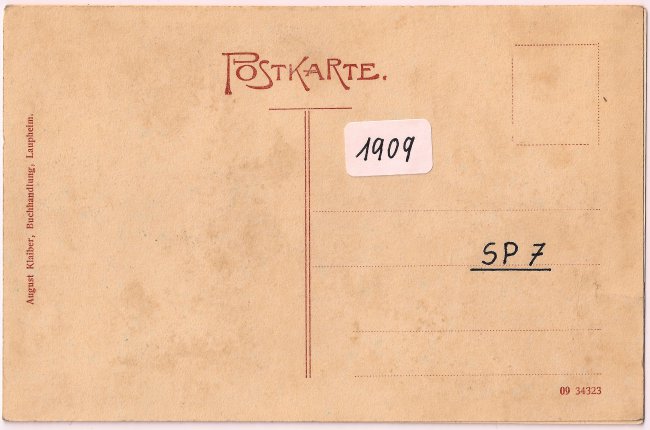 POSTKARTE.
August Klaiber, Buchhandlung, Laupheim.
1909
SP 7
09 34323